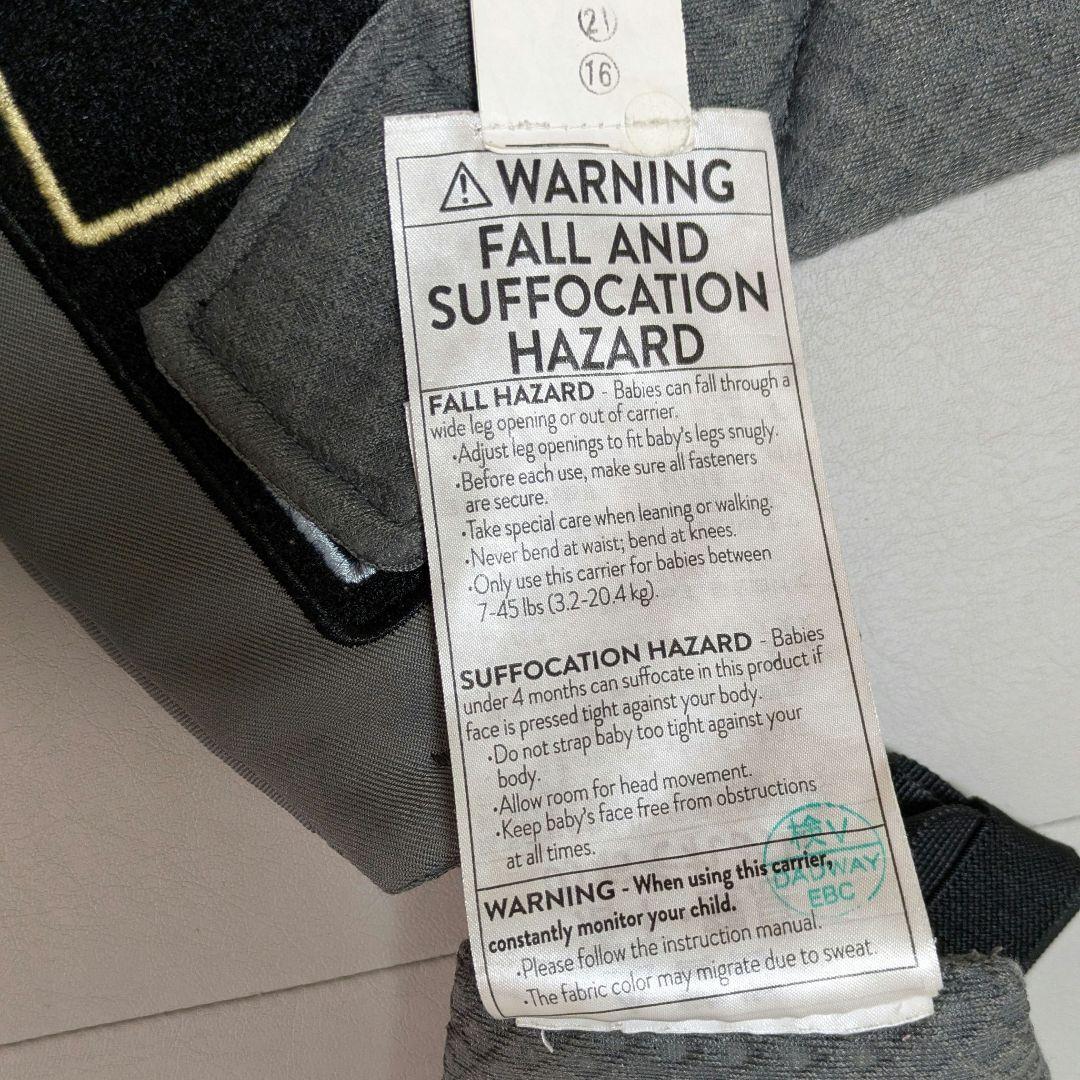 21
16
WARNING
FALL AND
SUFFOCATION
HAZARD
FALL HAZARD - Babies can fall through a
wide leg opening or out of carrier.
•Adjust leg openings to fit baby's legs snugly.
•Before each use, make sure all fasteners
are secure.
•Take special care when leaning or walking.
•Never bend at waist; bend at knees.
•Only use this carrier for babies between
7-45 lbs (3.2-20.4 kg).
SUFFOCATION HAZARD - Babies
under 4 months can suffocate in this product if
face is pressed tight against your body.
•Do not strap baby too tight against your
body.
•Allow room for head movement.
•Keep baby's face free from obstructions
at all times.
検V
DADWAY
EBC
WARNING - When using this carrier,
constantly monitor your child.
•Please follow the instruction manual.
•The fabric color may migrate due to sweat.